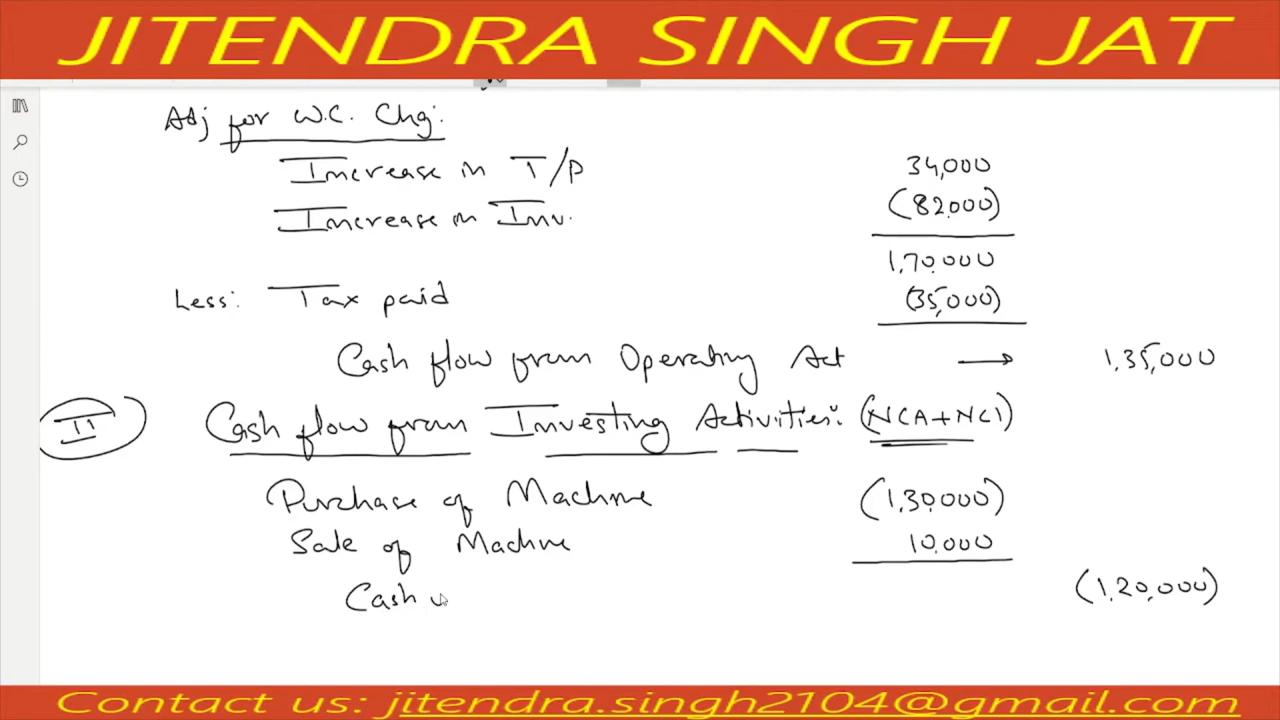 JITENDRA SINGH JAT
Adj for W.C. Chg:
Increase in T/P 34,000
Increase in Inv. (82,000)
1,70,000
Less: Tax paid (35,000)
Cash flow from Operating Act → 1,35,000
II Cash flow from Investing Activities: (NCA+NCI)
Purchase of Machine (1,30,000)
Sale of Machine 10,000
Cash (1,20,000)
Contact us: jitendra.singh2104@gmail.com